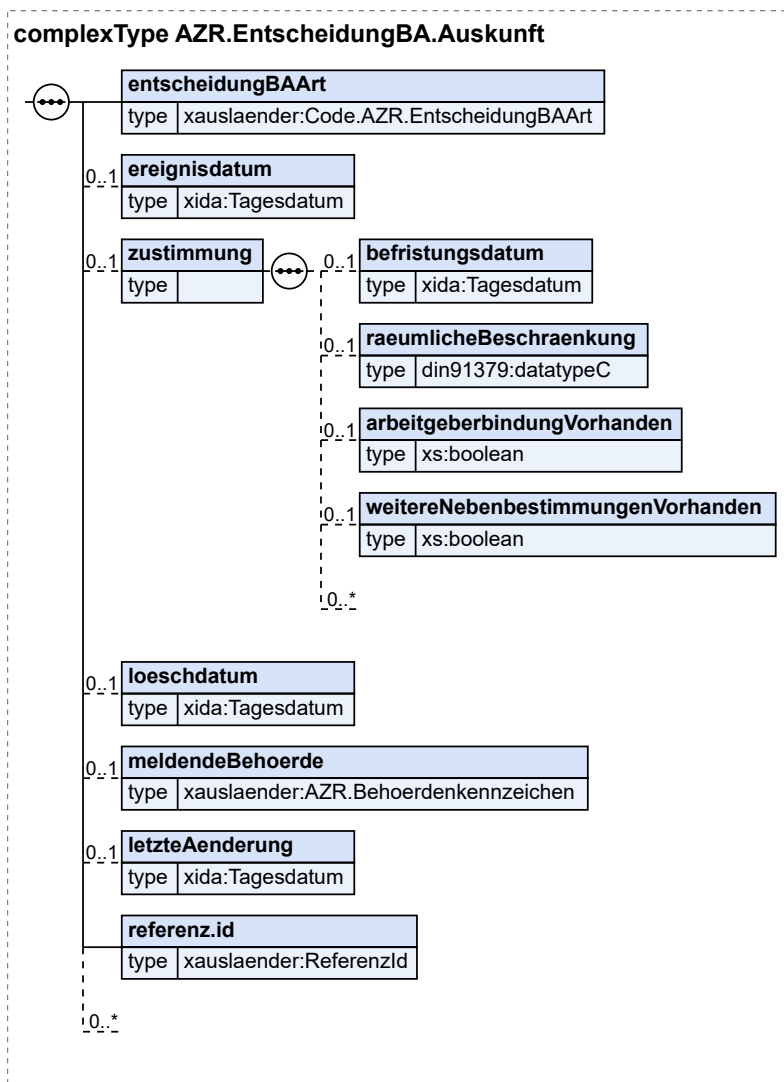 complexType AZR.EntscheidungBA.Auskunft
entscheidungBAArt
type xauslaender:Code.AZR.EntscheidungBAArt
0..1 ereignisdatum
type xida:Tagesdatum
0..1 zustimmung
type
0..1 befristungsdatum
type xida:Tagesdatum
0..1 raeumlicheBeschraenkung
type din91379:datatypeC
0..1 arbeitgeberbindungVorhanden
type xs:boolean
0..1 weitereNebenbestimmungenVorhanden
type xs:boolean
0..*
0..1 loeschdatum
type xida:Tagesdatum
0..1 meldendeBehoerde
type xauslaender:AZR.Behoerdenkennzeichen
0..1 letzteAenderung
type xida:Tagesdatum
referenz.id
type xauslaender:ReferenzId
0..*